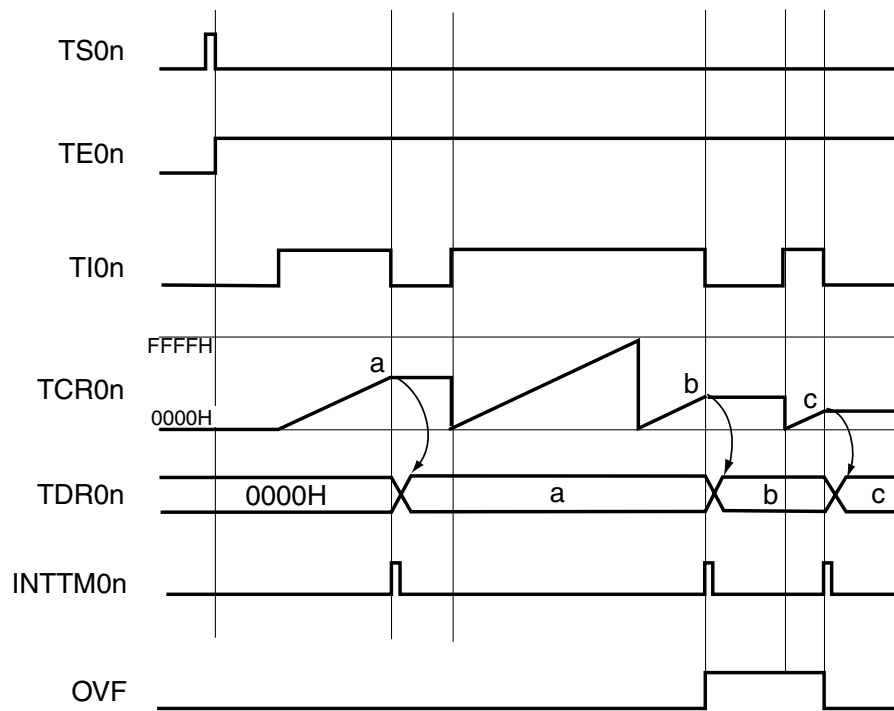 TS0n
TE0n
TI0n
FFFFH
a
b
c
TCR0n
0000H
TDR0n
0000H
a
b
c
INTTM0n
OVF